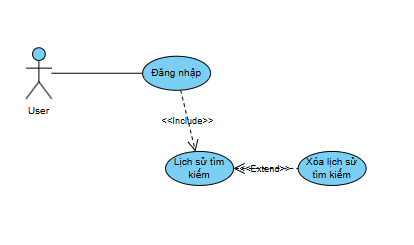 Đăng nhập
User
<<Include>>
Lịch sử tìm
kiếm
<<Extend>>
Xóa lịch sử
tìm kiếm